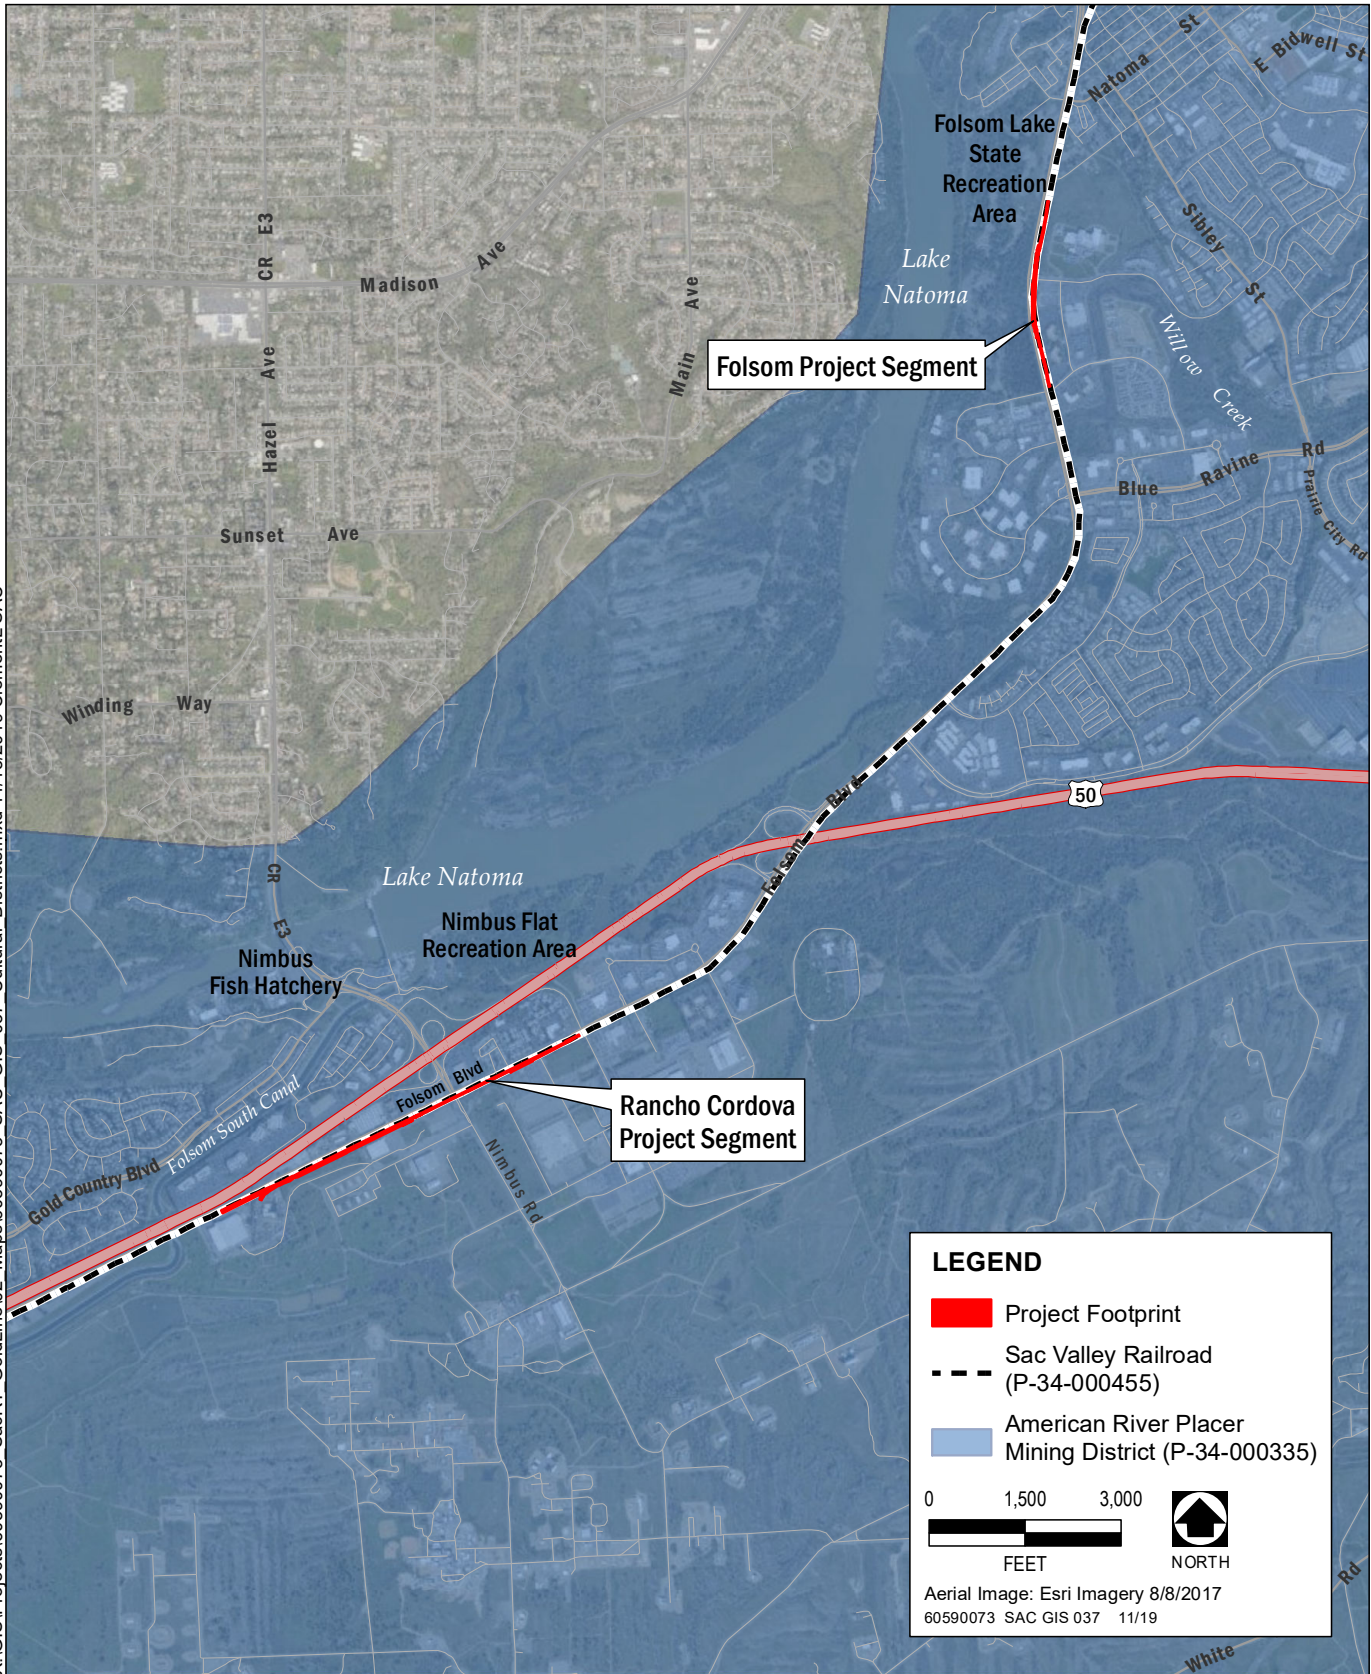 Natoma St
E Bidwell St
Folsom Lake
State
Recreation
Area
CR E3
Sibley St
Madison Ave
Lake
Natoma
Main Ave
Hazel Ave
Folsom Project Segment
Willow Creek
Sunset Ave
Blue Ravine Rd
Prairie City Rd
Winding Way
50
Folsom Blvd
CR E3
Lake Natoma
Nimbus Flat
Recreation Area
Nimbus
Fish Hatchery
Folsom Blvd
Folsom South Canal
Gold Country Blvd
Rancho Cordova
Project Segment
Nimbus Rd
LEGEND
Project Footprint
Sac Valley Railroad
(P-34-000455)
American River Placer
Mining District (P-34-000335)
0 1,500 3,000
FEET
NORTH
Aerial Image: Esri Imagery 8/8/2017
60590073 SAC GIS 037 11/19
White Rd